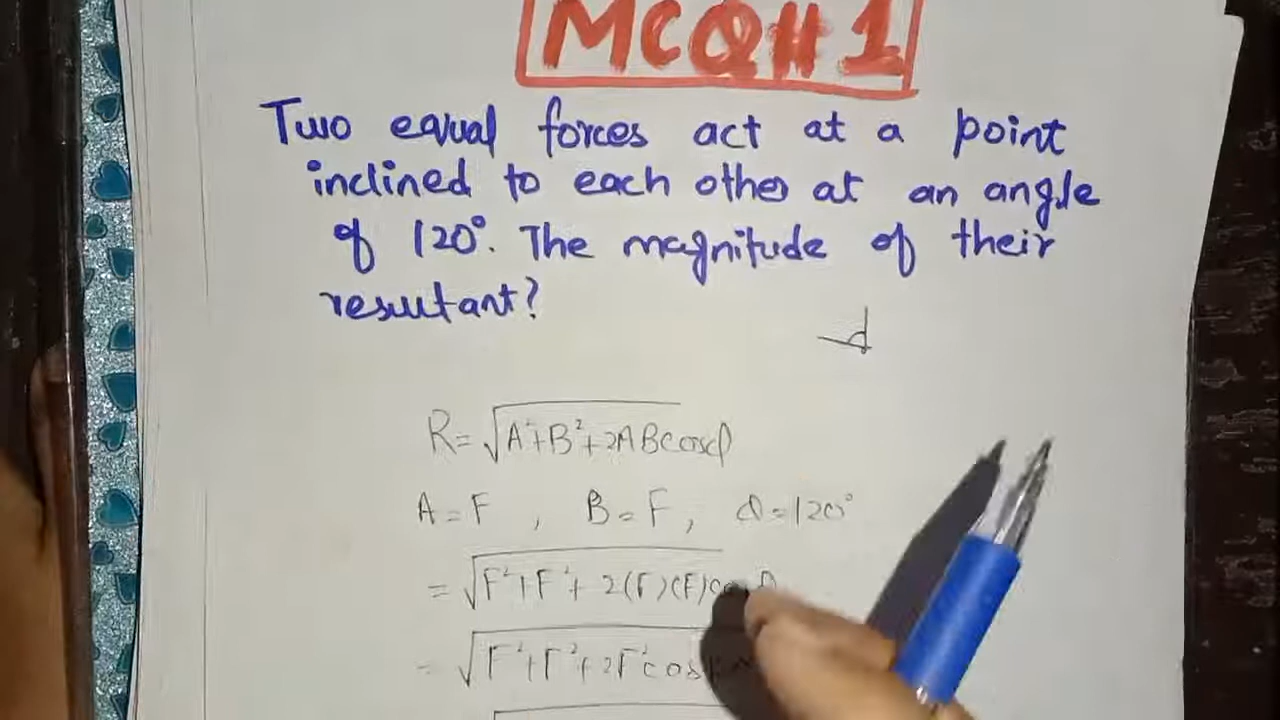 MCQ# 1
Two equal forces act at a point
inclined to each other at an angle
of 120°. The magnitude of their
resultant?
R=√A²+B²+2ABcosθ
A=F , B=F, θ=120°
=√F²+F²+2(F)(F)
=√F²+F²+2F²cos